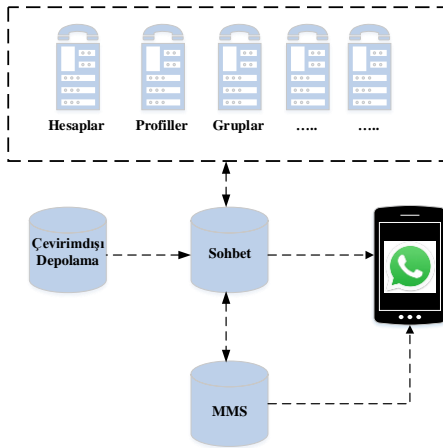 Hesaplar Profiller Gruplar ..... .....
Çevirimdışı
Depolama
Sohbet
MMS